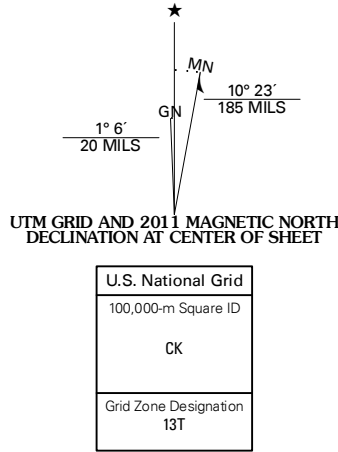 ★
MN
GN
10° 23´
185 MILS
1° 6´
20 MILS
UTM GRID AND 2011 MAGNETIC NORTH
DECLINATION AT CENTER OF SHEET
U.S. National Grid
100,000-m Square ID
CK
Grid Zone Designation
13T